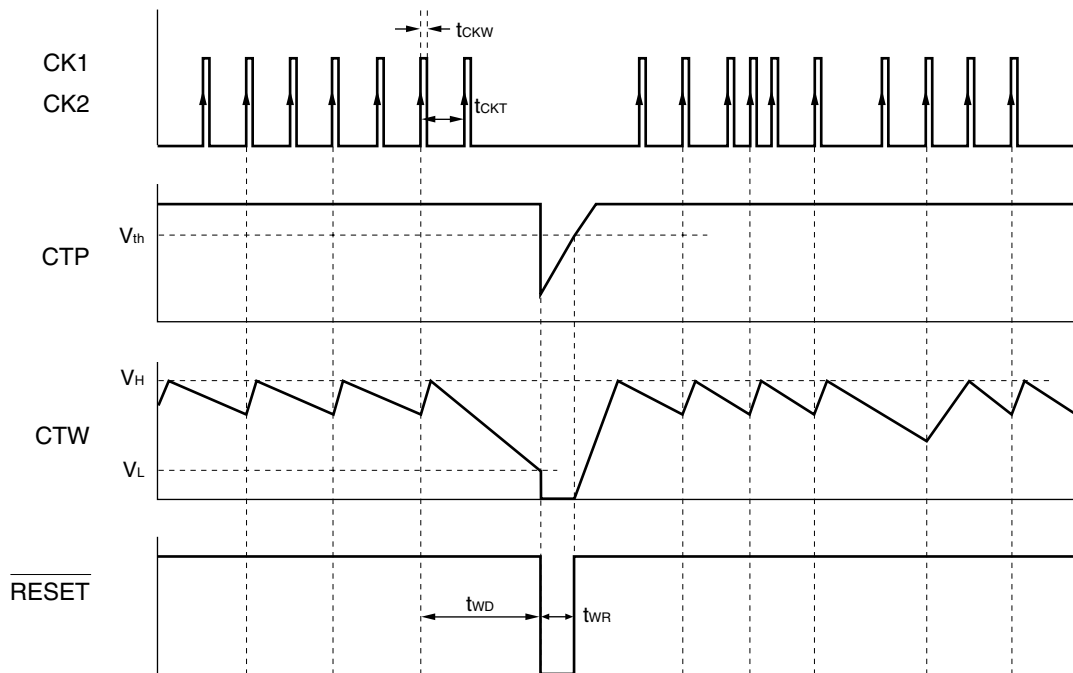 tCKW
CK1
CK2
tCKT
Vth
CTP
VH
CTW
VL
RESET
tWD
tWR